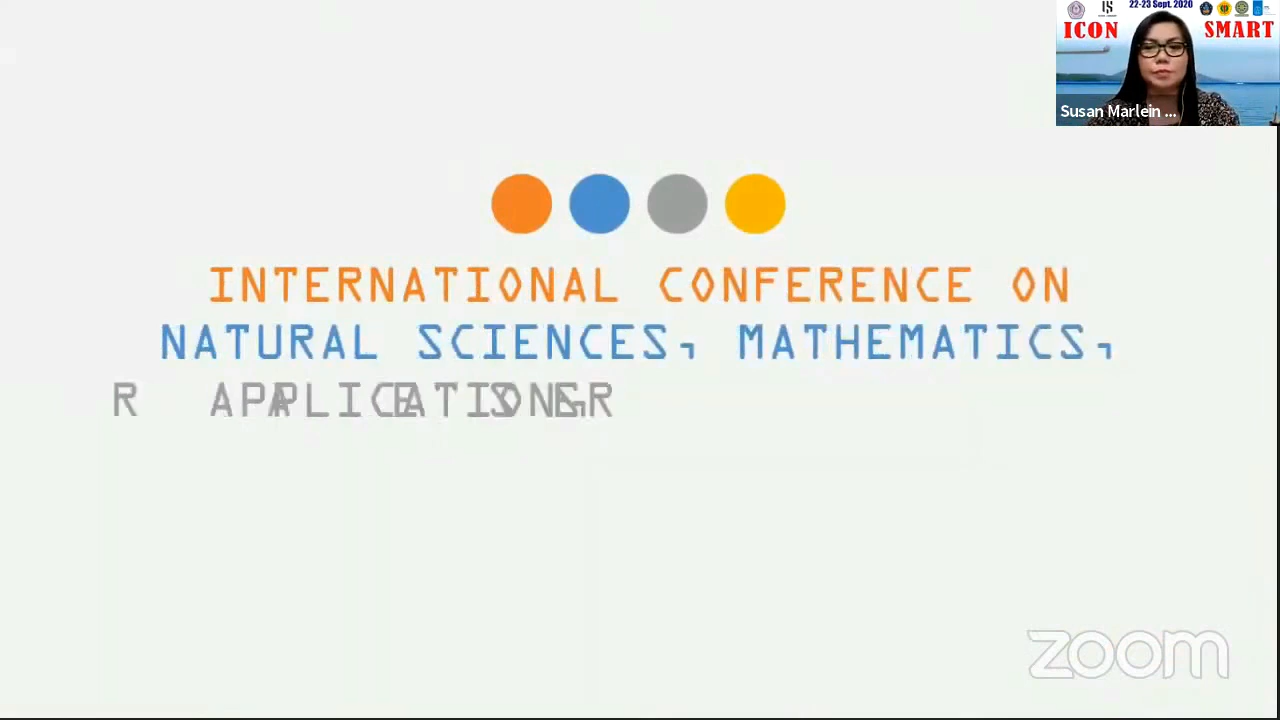 22-23 Sept. 2020
ICON SMART
Susan Marlein ...
INTERNATIONAL CONFERENCE ON
NATURAL SCIENCES, MATHEMATICS,
zoom